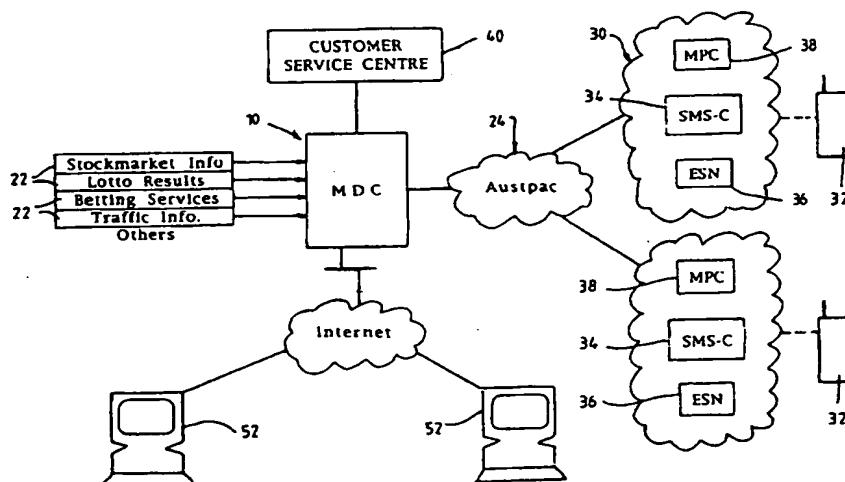 CUSTOMER
SERVICE CENTRE
40
10
MDC
22
22
Stockmarket Info
Lotto Results
Betting Services
Traffic Info.
Others
24
Austpac
30
MPC
38
34
SMS-C
ESN
36
32
38
MPC
34
SMS-C
36
ESN
32
Internet
52
52